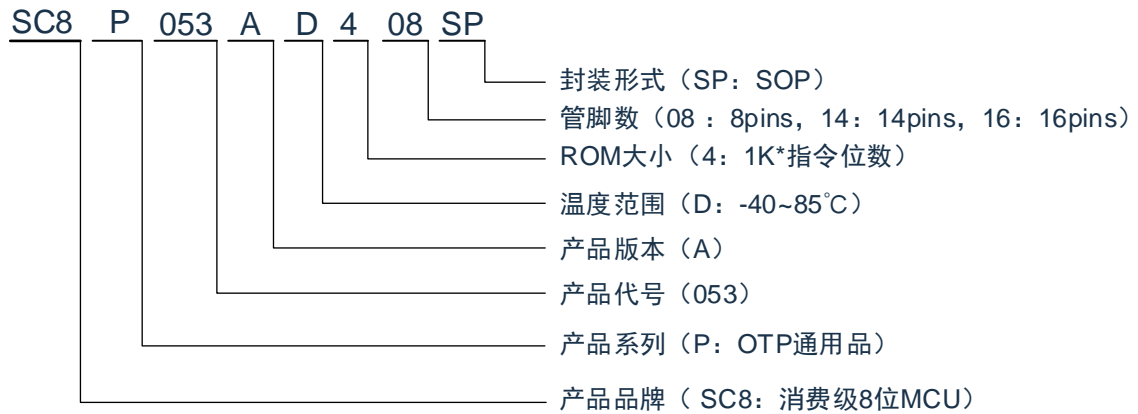 SC8 P 053 A D 4 08 SP
封装形式（SP：SOP）
管脚数（08 ：8pins，14：14pins，16：16pins）
ROM大小（4：1K*指令位数）
温度范围（D：-40~85℃）
产品版本（A）
产品代号（053）
产品系列（P：OTP通用品）
产品品牌（ SC8：消费级8位MCU）